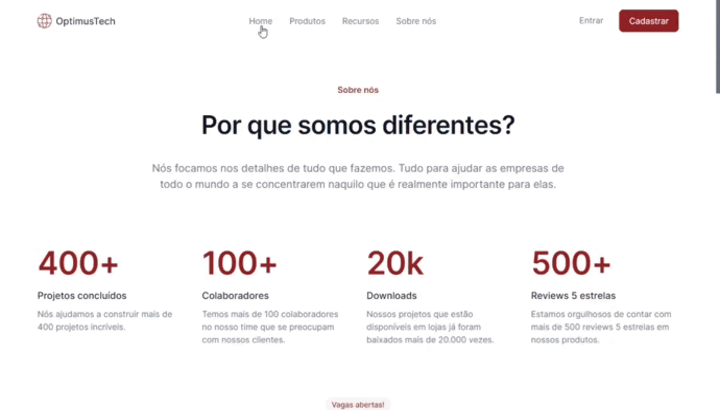 OptimusTech
Home
Produtos
Recursos
Sobre nós
Entrar
Cadastrar
Sobre nós
Por que somos diferentes?
Nós focamos nos detalhes de tudo que fazemos. Tudo para ajudar as empresas de
todo o mundo a se concentrarem naquilo que é realmente importante para elas.
400+
Projetos concluídos
Nós ajudamos a construir mais de
400 projetos incríveis.
100+
Colaboradores
Temos mais de 100 colaboradores
no nosso time que se preocupam
com nossos clientes.
20k
Downloads
Nossos projetos que estão
disponíveis em lojas já foram
baixados mais de 20.000 vezes.
500+
Reviews 5 estrelas
Estamos orgulhosos de contar com
mais de 500 reviews 5 estrelas em
nossos produtos.
Vagas abertas!